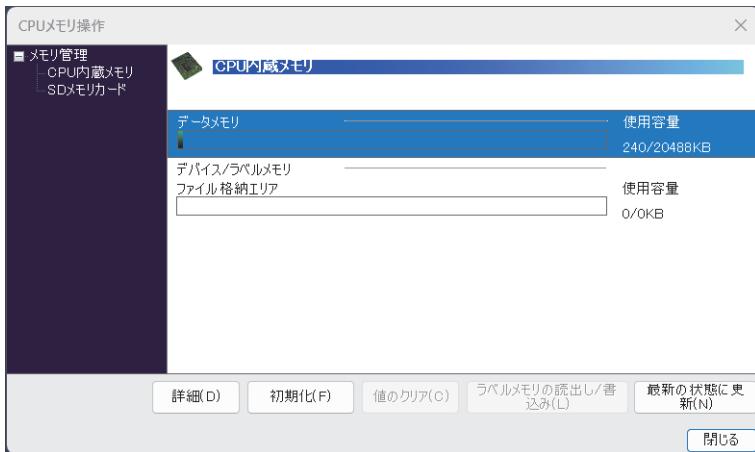 CPUメモリ操作
メモリ管理
CPU内蔵メモリ
SDメモリカード
CPU内蔵メモリ
データメモリ
使用容量
240/20488KB
デバイス/ラベルメモリ
ファイル格納エリア
使用容量
0/0KB
詳細(D)
初期化(F)
値のクリア(C)
ラベルメモリの読出し/書
込み(L)
最新の状態に更
新(N)
閉じる